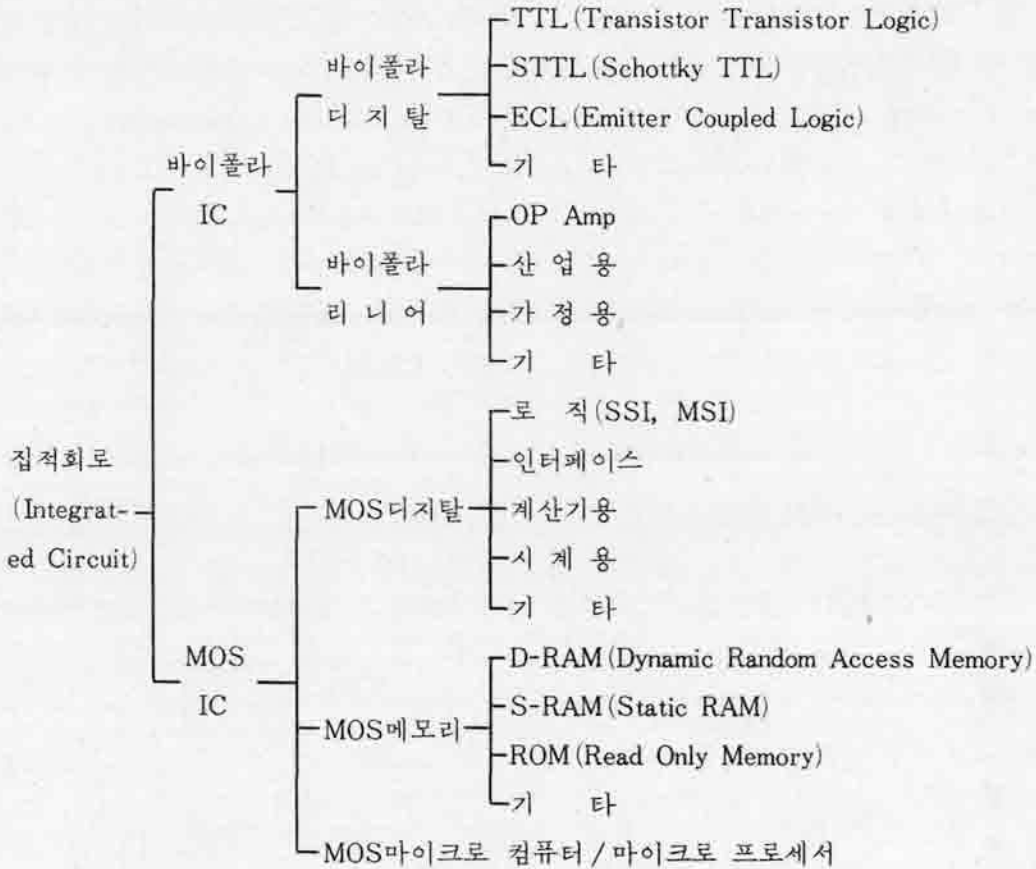 TTL(Transistor Transistor Logic)
바이폴라
STTL(Schottky TTL)
디 지 탈
ECL(Emitter Coupled Logic)
기 타
바이폴라
IC
OP Amp
바이폴라
산 업 용
리 니 어
가 정 용
기 타
로 직(SSI, MSI)
집적회로
인터페이스
(Integrat-
MOS디지탈
계산기용
ed Circuit)
시 계 용
기 타
MOS
D-RAM(Dynamic Random Access Memory)
IC
S-RAM(Static RAM)
MOS메모리
ROM(Read Only Memory)
기 타
MOS마이크로 컴퓨터/마이크로 프로세서